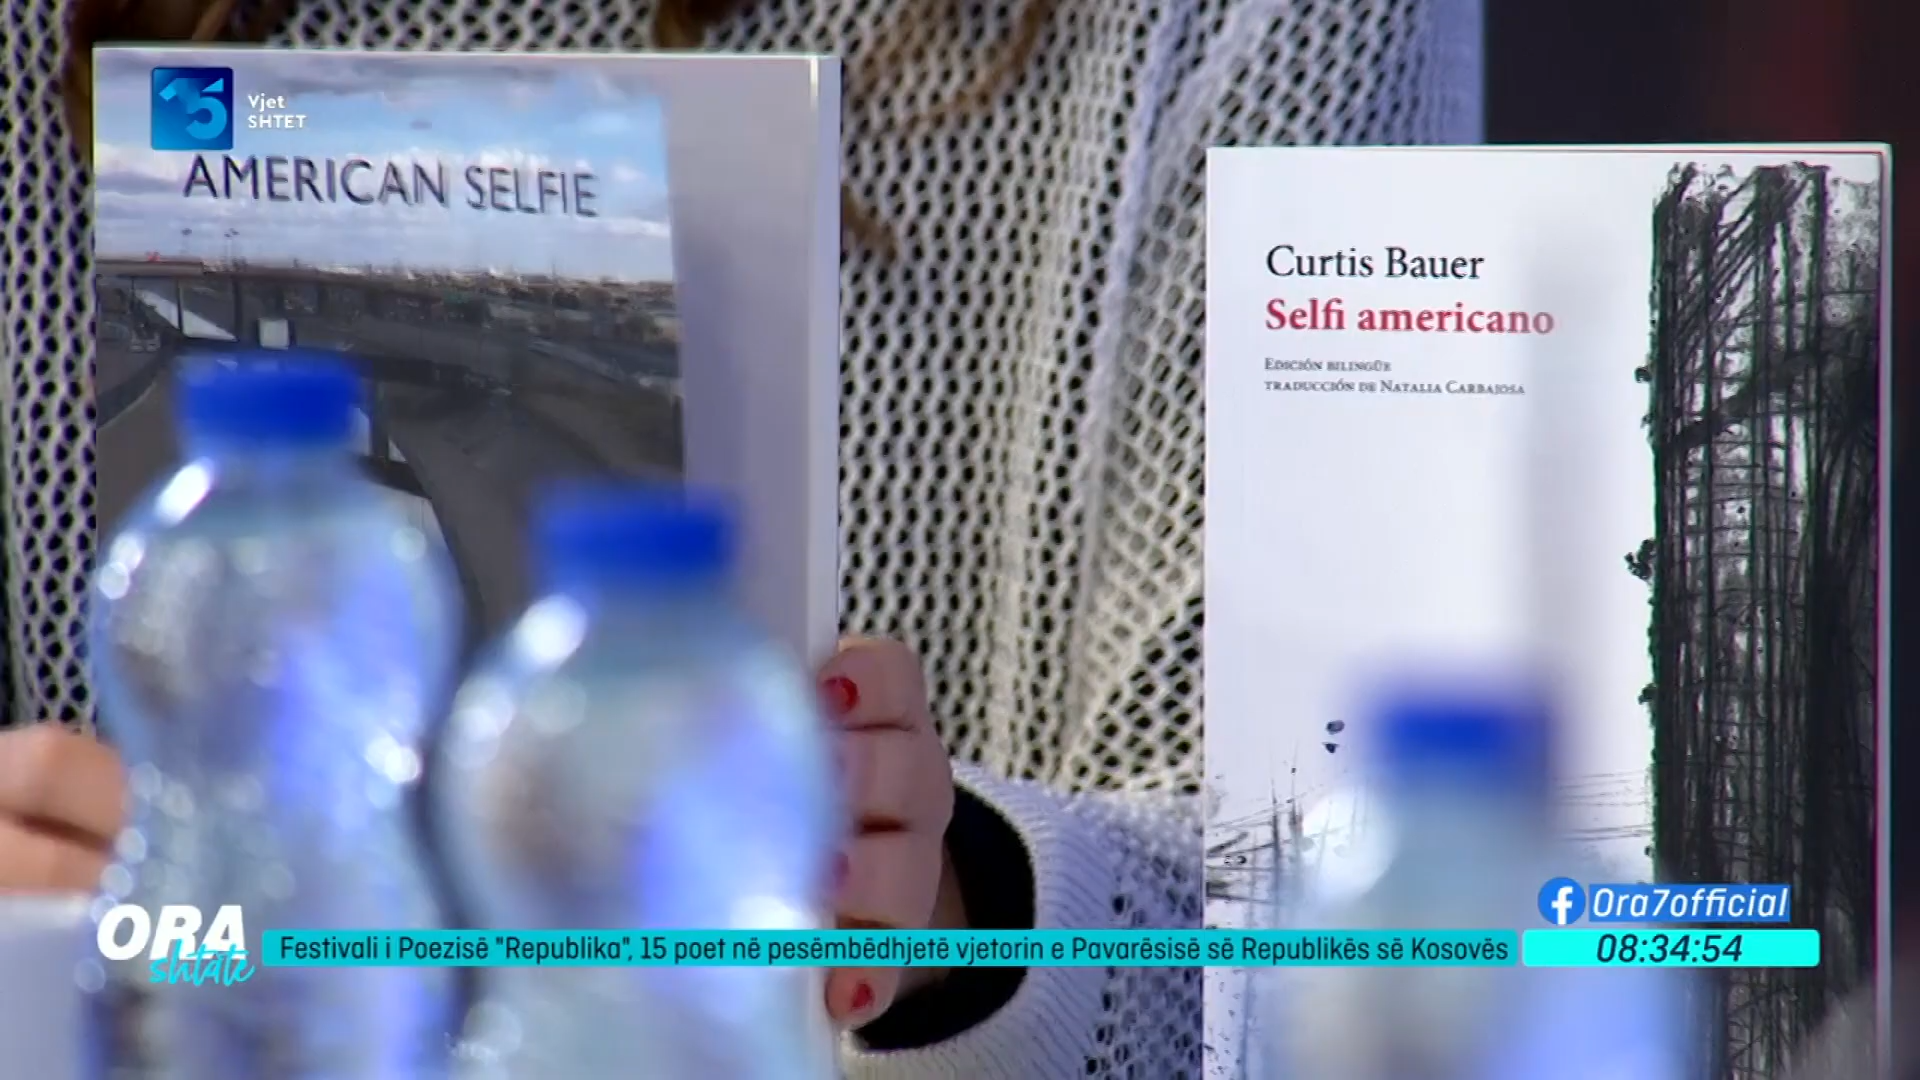 15
Vjet
SHTET
AMERICAN SELFIE
Curtis Bauer
Selfi americano
EDICIÓN BILINGÜE
TRADUCCIÓN DE NATALIA CARBAJOSA
Ora7official
ORA
shtatë
Festivali i Poezisë "Republika", 15 poet në pesëmbëdhjetë vjetorin e Pavarësisë së Republikës së Kosovës
08:34:54